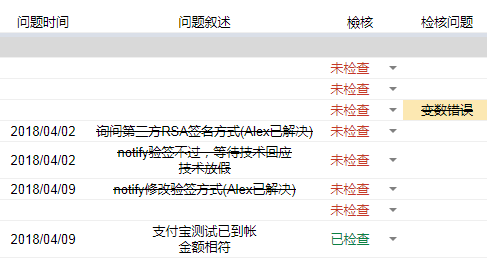 问题时间 问题叙述 檢核 检核问题
未检查
未检查
未检查 变数错误
2018/04/02 询问第三方RSA签名方式(Alex已解决) 未检查
2018/04/02 notify验签不过，等待技术回应
技术放假 未检查
2018/04/09 notify修改验签方式(Alex已解决) 未检查
未检查
2018/04/09 支付宝测试已到帐
金额相符 已检查